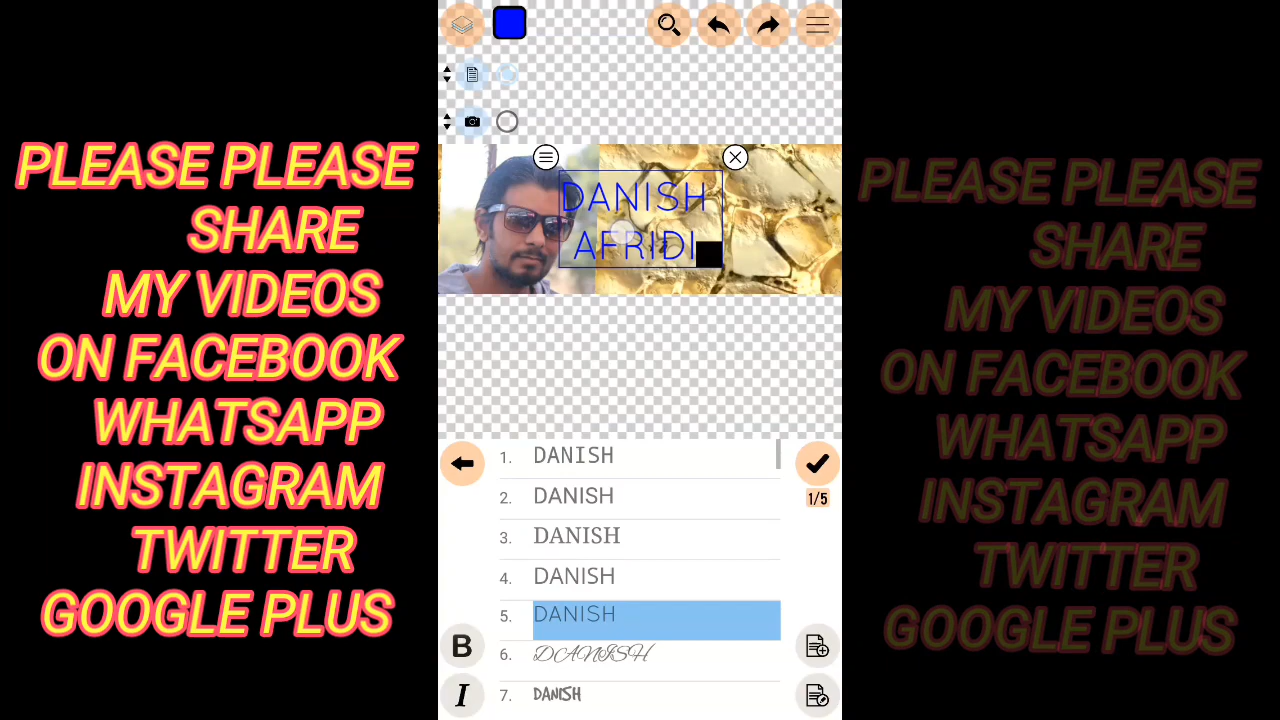 PLEASE PLEASE
SHARE
MY VIDEOS
ON FACEBOOK
WHATSAPP
INSTAGRAM
TWITTER
GOOGLE PLUS
DANISH
AFRIDI
1. DANISH
2. DANISH
3. DANISH
4. DANISH
5. DANISH
6. DANISH
7. DANISH
1/5
B
I
PLEASE PLEASE
SHARE
MY VIDEOS
ON FACEBOOK
WHATSAPP
INSTAGRAM
TWITTER
GOOGLE PLUS